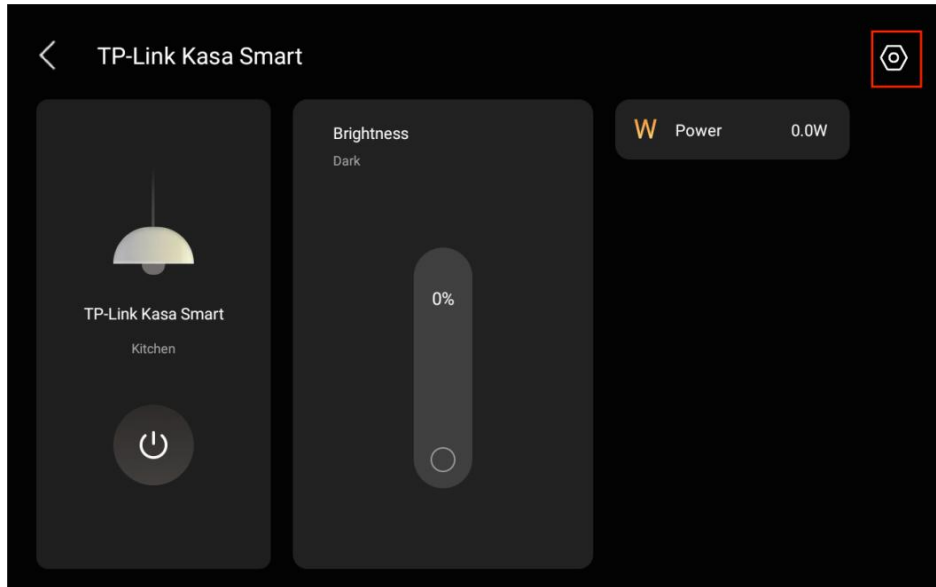 TP-Link Kasa Smart
TP-Link Kasa Smart
Kitchen
Brightness
Dark
0%
W Power 0.0W